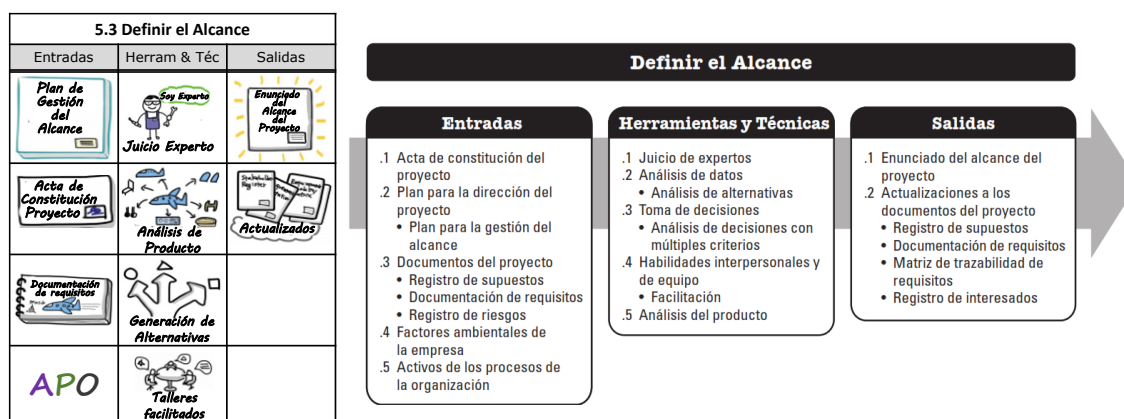 5.3 Definir el Alcance
Entradas
Herram & Téc
Salidas
Plan de
Gestión
del
Alcance
Soy Experto
Juicio Experto
Enunciado
del
Alcance
del
Proyecto
Acta de
Constitución
Proyecto
Análisis de
Producto
Stakeholder
Register
Actualizados
Documentación
de requisitos
Generación de
Alternativas
APO
Talleres
facilitados
Definir el Alcance
Entradas
.1 Acta de constitución del
proyecto
.2 Plan para la dirección del
proyecto
• Plan para la gestión del
alcance
.3 Documentos del proyecto
• Registro de supuestos
• Documentación de requisitos
• Registro de riesgos
.4 Factores ambientales de
la empresa
.5 Activos de los procesos de
la organización
Herramientas y Técnicas
.1 Juicio de expertos
.2 Análisis de datos
• Análisis de alternativas
.3 Toma de decisiones
• Análisis de decisiones con
múltiples criterios
.4 Habilidades interpersonales y
de equipo
• Facilitación
.5 Análisis del producto
Salidas
.1 Enunciado del alcance del
proyecto
.2 Actualizaciones a los
documentos del proyecto
• Registro de supuestos
• Documentación de requisitos
• Matriz de trazabilidad de
requisitos
• Registro de interesados